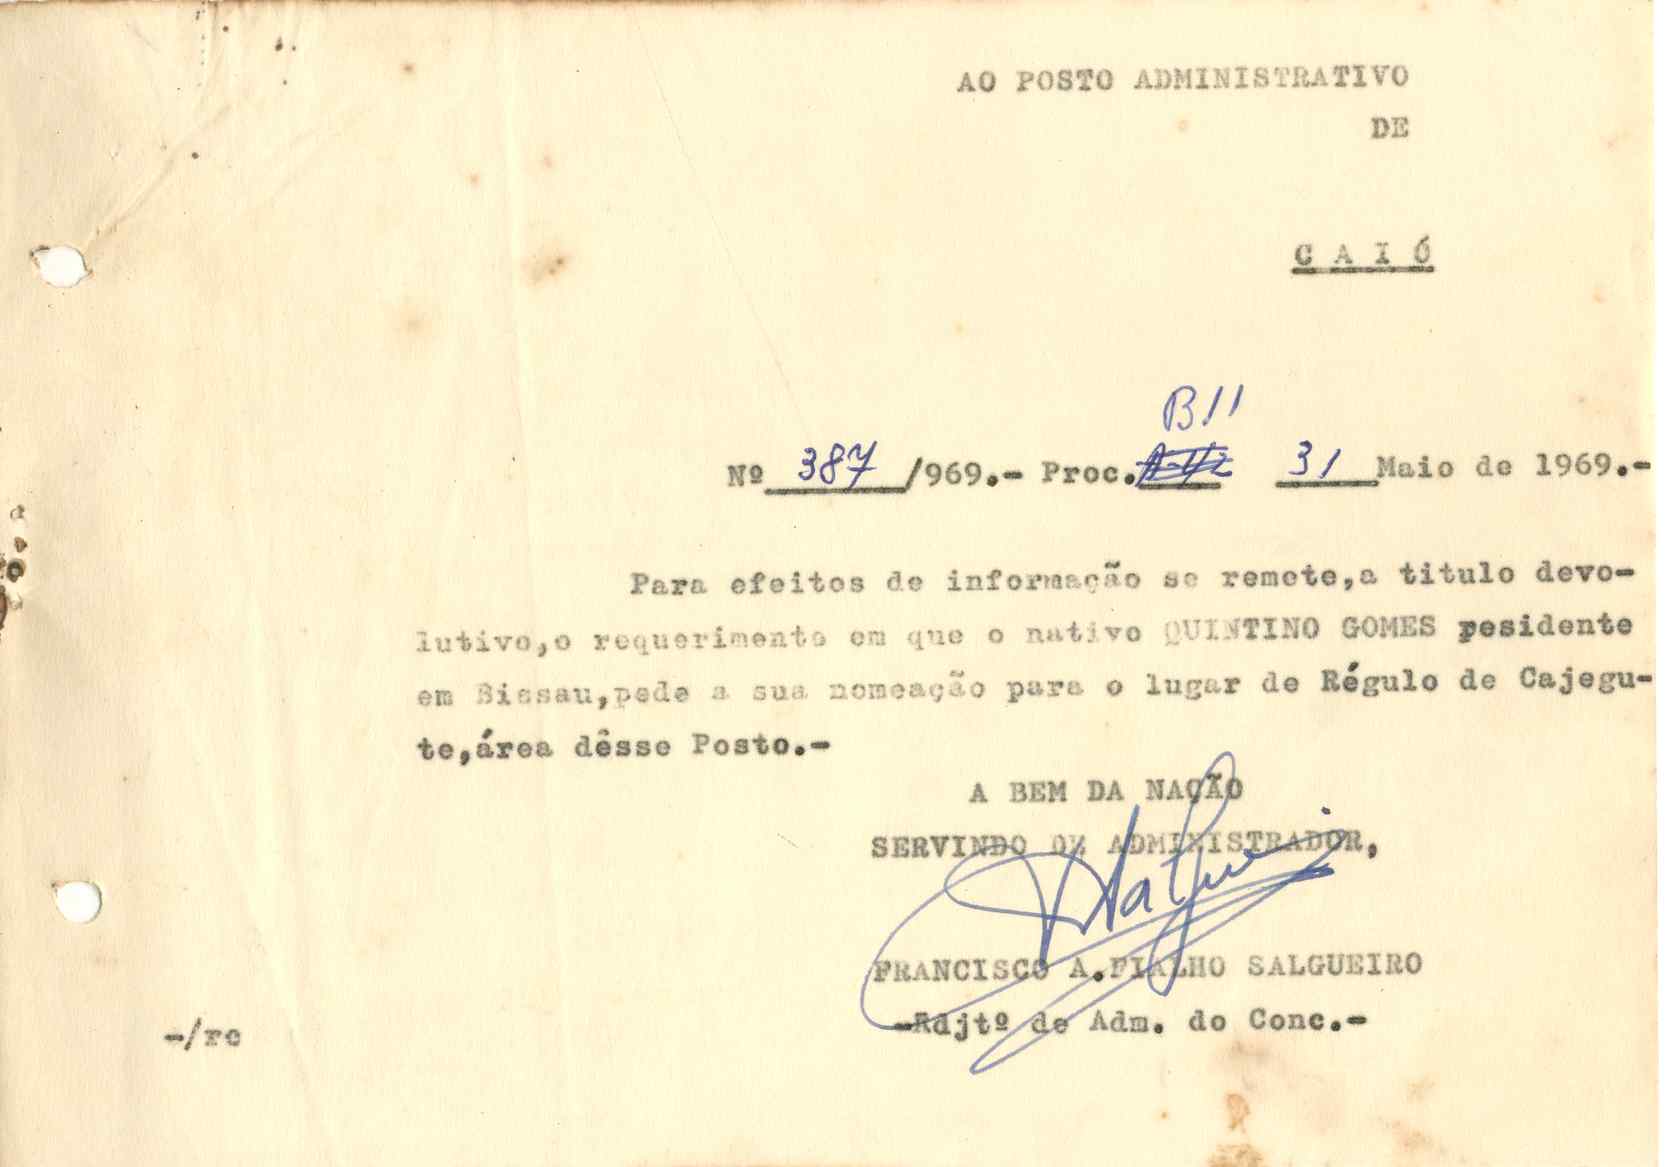 AO POSTO ADMINISTRATIVO
DE
C A I Ó
B11
Nº 387 /969.- Proc. 31 Maio de 1969.-
Para efeitos de informação se remete,a titulo devo-
lutivo,o requerimento em que o nativo QUINTINO GOMES residente
em Bissau,pede a sua nomeação para o lugar de Régulo de Cajegu-
te,área dêsse Posto.-
A BEM DA NAÇÃO
SERVINDO DE ADMINISTRADOR,
FRANCISCO A.FIALHO SALGUEIRO
-Rdjtº de Adm. do Conc.-
-/rc